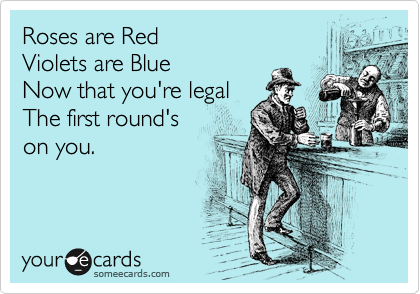 Roses are Red
Violets are Blue
Now that you're legal
The first round's
on you.
your e cards
someecards.com